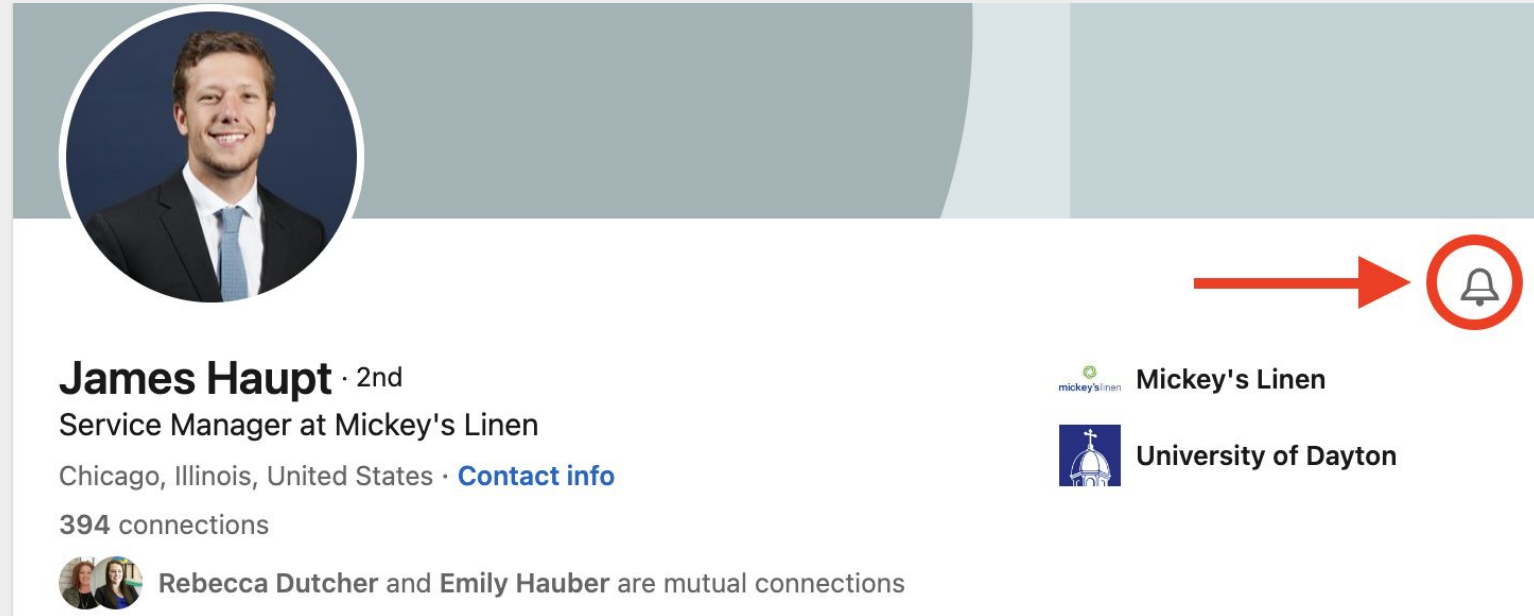 James Haupt · 2nd
Service Manager at Mickey's Linen
Chicago, Illinois, United States · Contact info
394 connections
Rebecca Dutcher and Emily Hauber are mutual connections
mickey'slinen
Mickey's Linen
University of Dayton